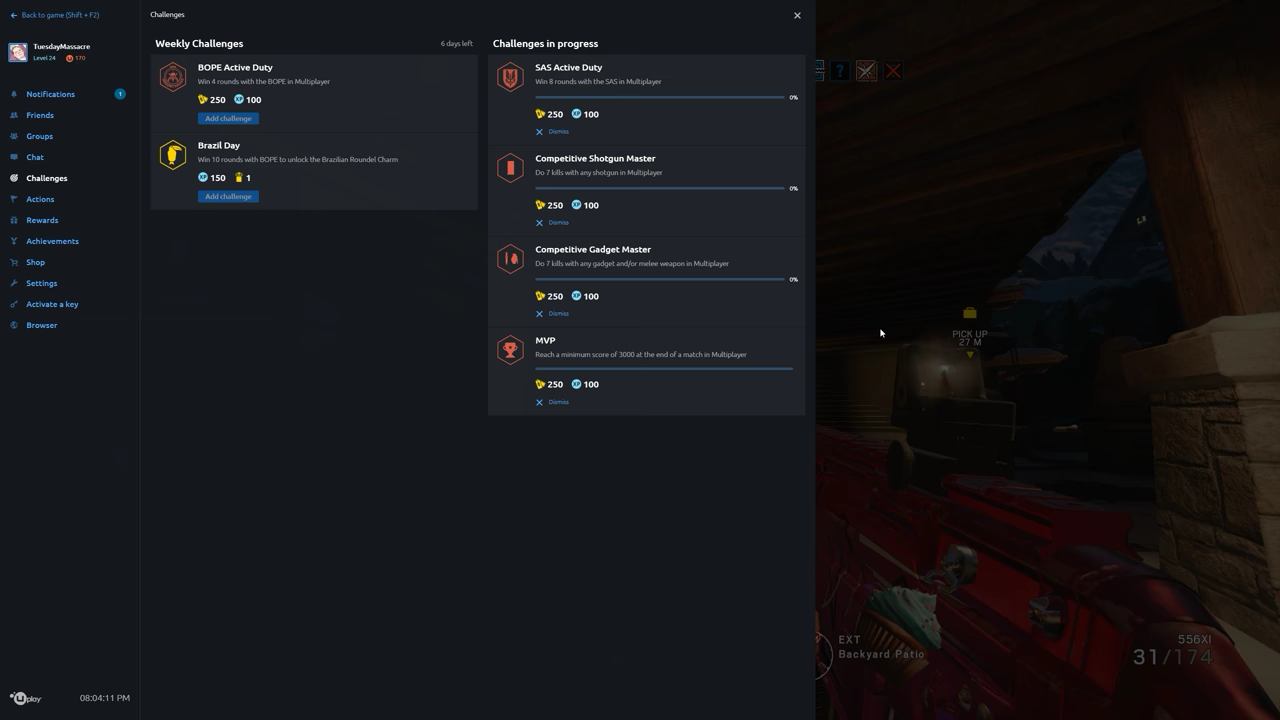 Back to game (Shift + F2)
TuesdayMassacre
Level 24 170
Notifications 1
Friends
Groups
Chat
Challenges
Actions
Rewards
Achievements
Shop
Settings
Activate a key
Browser
uplay 08:04:11 PM
Challenges
Weekly Challenges 6 days left
BOPE Active Duty
Win 4 rounds with the BOPE in Multiplayer
250 XP 100
Add challenge
Brazil Day
Win 10 rounds with BOPE to unlock the Brazilian Roundel Charm
XP 150 1
Add challenge
Challenges in progress
SAS Active Duty
Win 8 rounds with the SAS in Multiplayer
0%
250 XP 100
Dismiss
Competitive Shotgun Master
Do 7 kills with any shotgun in Multiplayer
0%
250 XP 100
Dismiss
Competitive Gadget Master
Do 7 kills with any gadget and/or melee weapon in Multiplayer
0%
250 XP 100
Dismiss
MVP
Reach a minimum score of 3000 at the end of a match in Multiplayer
250 XP 100
Dismiss
?
PICK UP
27 M
EXT
Backyard Patio
556XI
31/174